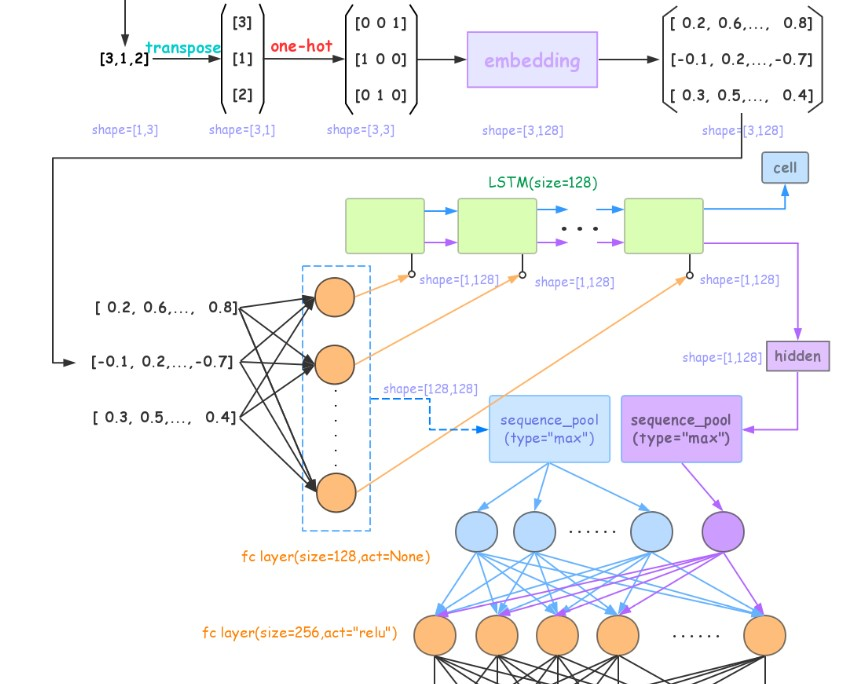 [3,1,2]
transpose
[3]
[1]
[2]
one-hot
[0 0 1]
[1 0 0]
[0 1 0]
embedding
[ 0.2, 0.6,..., 0.8]
[-0.1, 0.2,...,-0.7]
[ 0.3, 0.5,..., 0.4]
shape=[1,3]
shape=[3,1]
shape=[3,3]
shape=[3,128]
shape=[3,128]
cell
LSTM(size=128)
...
shape=[1,128]
shape=[1,128]
shape=[1,128]
[ 0.2, 0.6,..., 0.8]
[-0.1, 0.2,...,-0.7]
[ 0.3, 0.5,..., 0.4]
shape=[1,128]
hidden
shape=[128,128]
sequence_pool
(type="max")
sequence_pool
(type="max")
......
fc layer(size=128,act=None)
fc layer(size=256,act="relu")
......